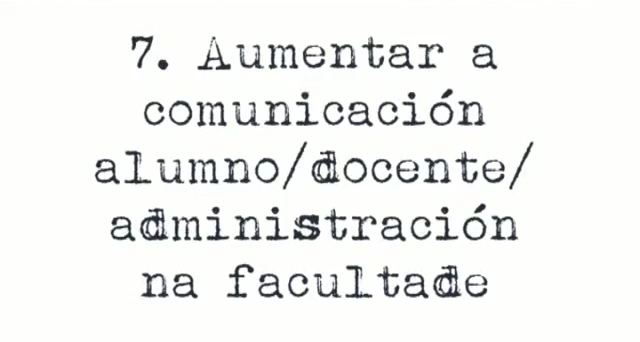 7. Aumentar a
comunicación
alumno/docente/
administración
na facultade